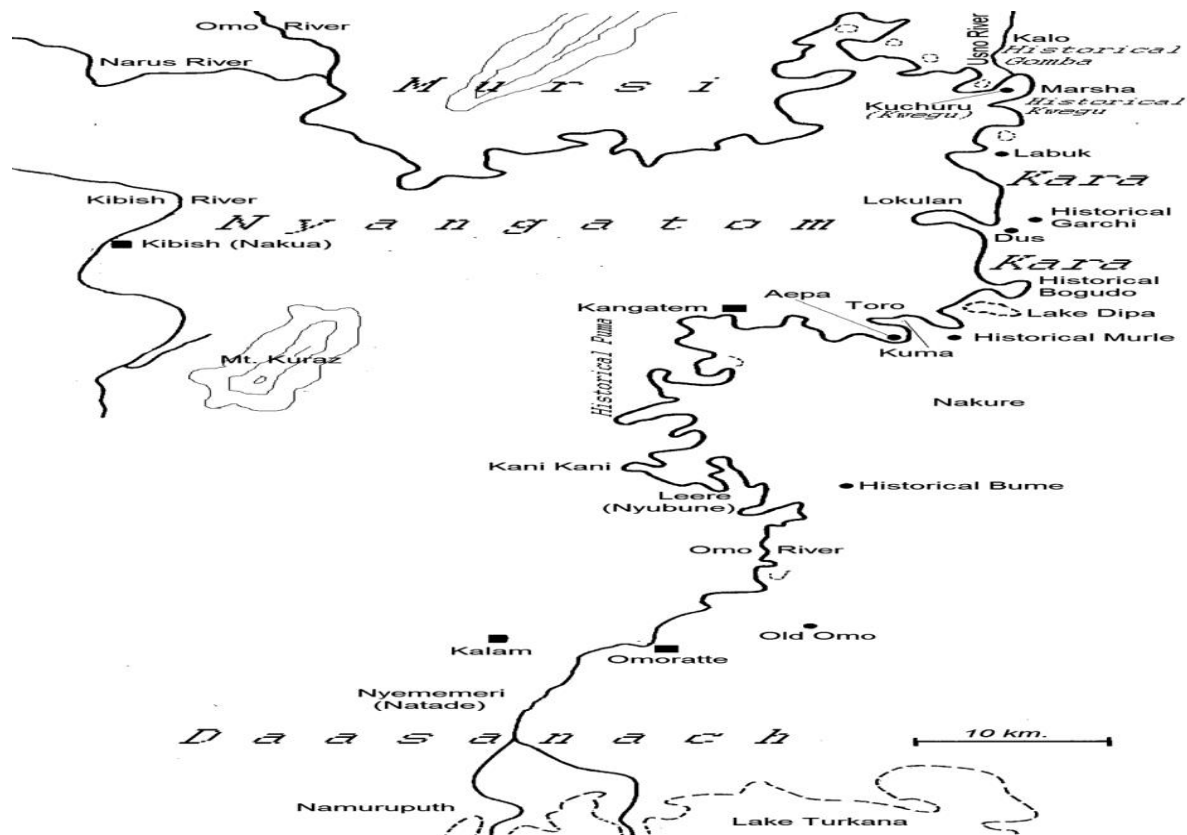 Omo River
Narus River
Usno River
Kalo
Historical
Gomba
Mursi
Kuchuru
(Kwegu)
Marsha
Historical
Kwegu
Labuk
Kara
Kibish River
Nyangatom
Lokulan
Historical
Garchi
Kibish (Nakua)
Dus
Kara
Historical
Bogudo
Aepa
Toro
Kangatem
Lake Dipa
Historical Puma
Kuma
Historical Murle
Mt. Kuraz
Nakure
Kani Kani
Leere
(Nyubune)
Historical Bume
Omo River
Old Omo
Kalam
Omoratte
Nyememeri
(Natade)
Daasanach
10 km.
Namuruputh
Lake Turkana